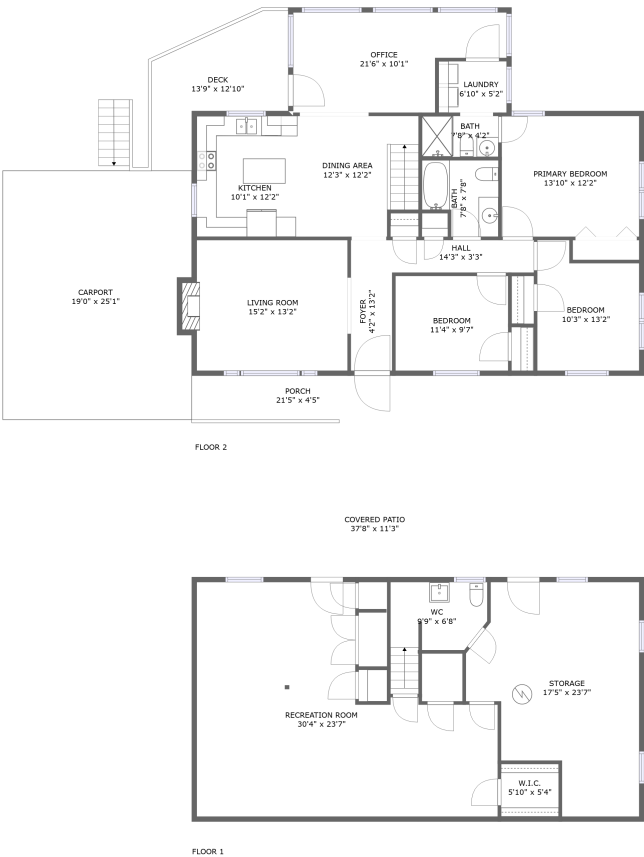 OFFICE
21'6" x 10'1"
DECK
13'9" x 12'10"
LAUNDRY
6'10" x 5'2"
BATH
7'8" x 4'2"
DINING AREA
12'3" x 12'2"
KITCHEN
10'1" x 12'2"
BATH
7'8" x 7'8"
PRIMARY BEDROOM
13'10" x 12'2"
HALL
14'3" x 3'3"
CARPORT
19'0" x 25'1"
LIVING ROOM
15'2" x 13'2"
FOYER
4'2" x 13'2"
BEDROOM
11'4" x 9'7"
BEDROOM
10'3" x 13'2"
PORCH
21'5" x 4'5"
FLOOR 2
COVERED PATIO
37'8" x 11'3"
WC
9'9" x 6'8"
STORAGE
17'5" x 23'7"
RECREATION ROOM
30'4" x 23'7"
W.I.C.
5'10" x 5'4"
FLOOR 1